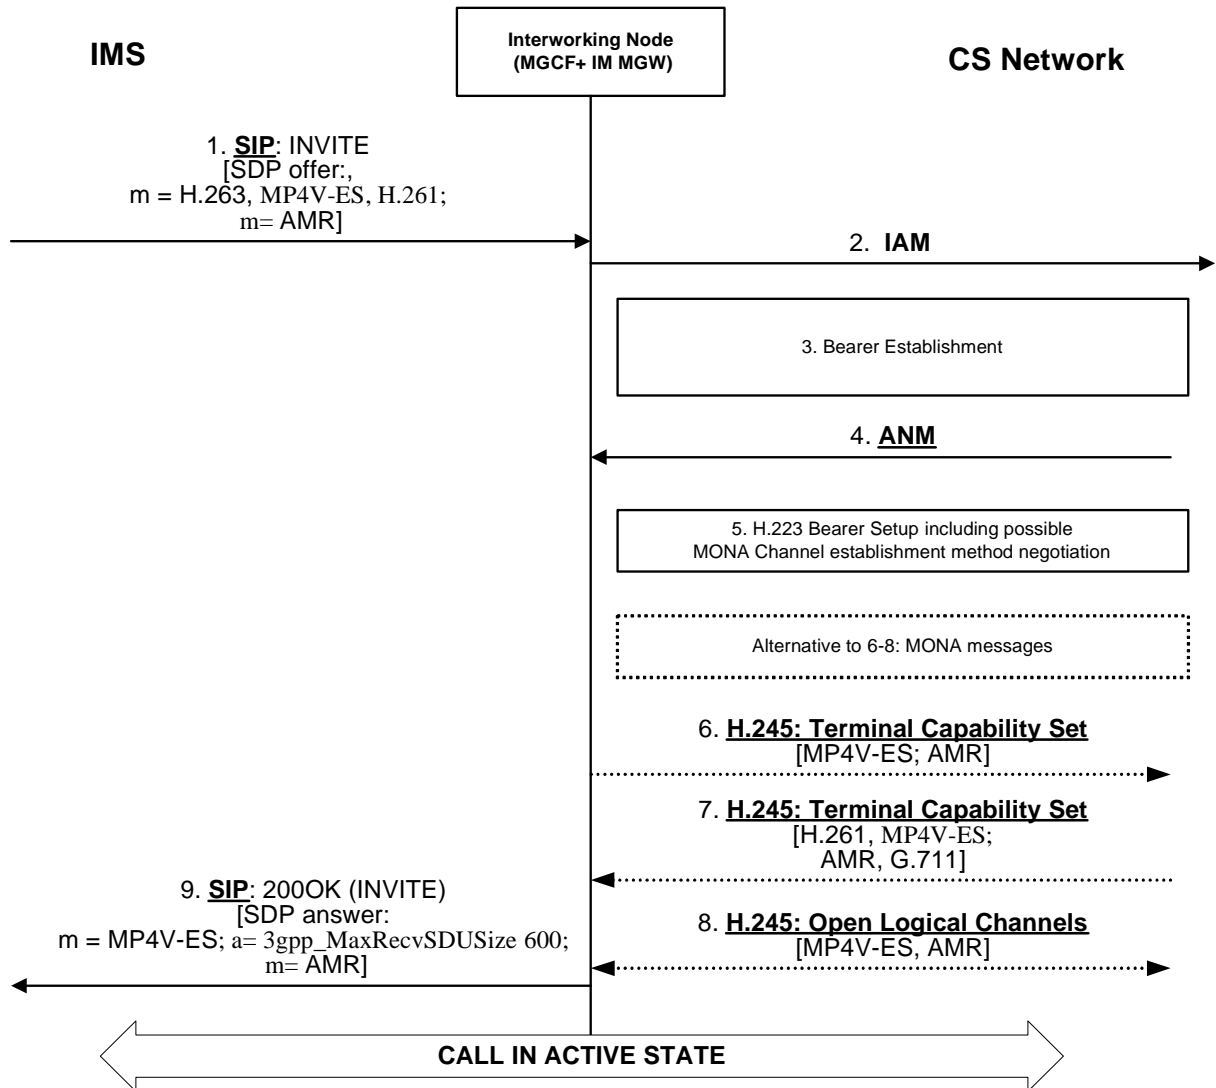 IMS
Interworking Node
(MGCF+ IM MGW)
CS Network
1. SIP: INVITE
[SDP offer:,
m = H.263, MP4V-ES, H.261;
m= AMR]
2. IAM
3. Bearer Establishment
4. ANM
5. H.223 Bearer Setup including possible
MONA Channel establishment method negotiation
Alternative to 6-8: MONA messages
6. H.245: Terminal Capability Set
[MP4V-ES; AMR]
7. H.245: Terminal Capability Set
[H.261, MP4V-ES;
AMR, G.711]
9. SIP: 200OK (INVITE)
[SDP answer:
m = MP4V-ES; a= 3gpp_MaxRecvSDUSize 600;
m= AMR]
8. H.245: Open Logical Channels
[MP4V-ES, AMR]
CALL IN ACTIVE STATE